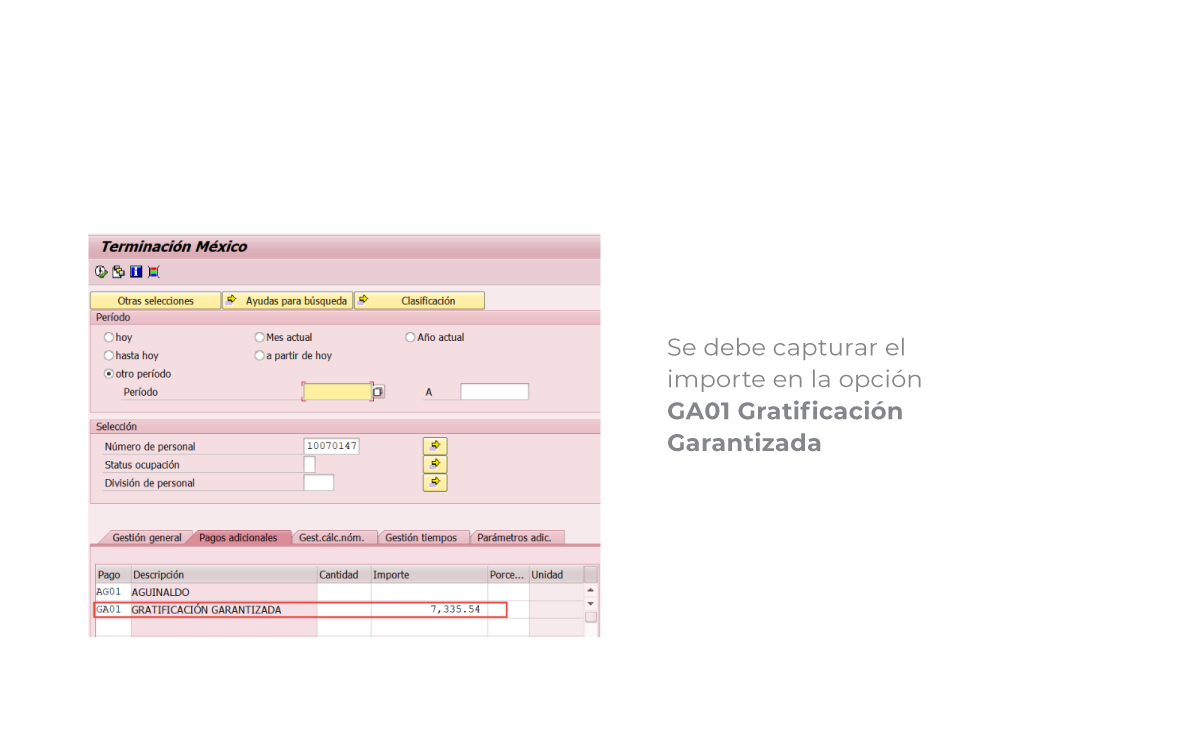 Terminación México
Otras selecciones Ayudas para búsqueda Clasificación
Período
hoy Mes actual Año actual
hasta hoy a partir de hoy
otro período
Período A
Selección
Número de personal 10070147
Status ocupación
División de personal
Gestión general Pagos adicionales Gest.cálc.nóm. Gestión tiempos Parámetros adic.
Pago Descripción Cantidad Importe Porce... Unidad
AG01 AGUINALDO
GA01 GRATIFICACIÓN GARANTIZADA 7,335.54
Se debe capturar el
importe en la opción
GA01 Gratificación
Garantizada